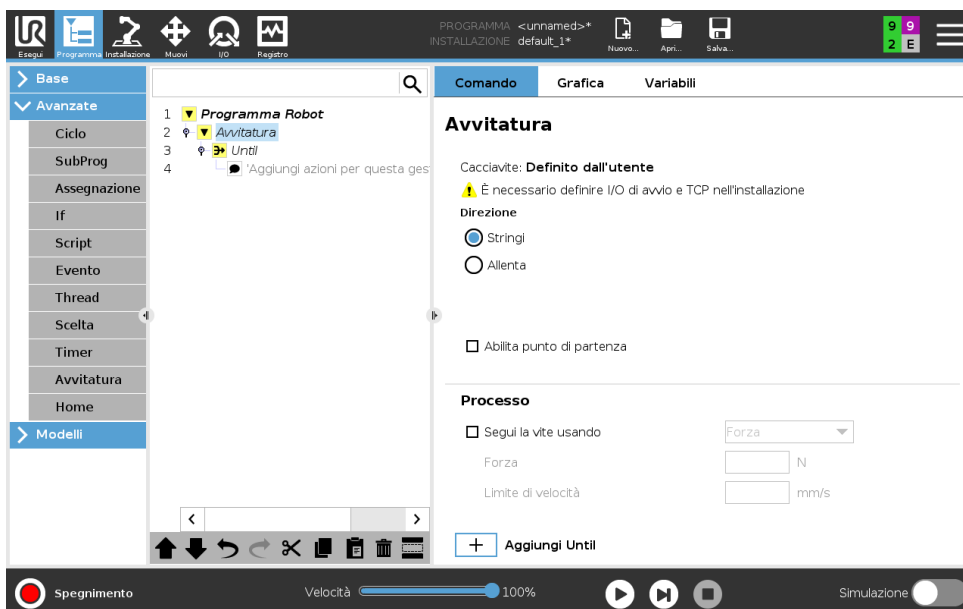 UR
Esegui
Programma
Installazione
Muovi
I/O
Registro
PROGRAMMA <unnamed>*
INSTALLAZIONE default_1*
Nuovo...
Apri...
Salva...
9 9
2 E
Base
Avanzate
Ciclo
SubProg
Assegnazione
If
Script
Evento
Thread
Scelta
Timer
Avvitatura
Home
Modelli
1 Programma Robot
2 Avvitatura
3 Until
4 'Aggiungi azioni per questa ges
Comando Grafica Variabili
Avvitatura
Cacciavite: Definito dall'utente
È necessario definire I/O di avvio e TCP nell'installazione
Direzione
Stringi
Allenta
Abilita punto di partenza
Processo
Segui la vite usando Forza
Forza N
Limite di velocità mm/s
+ Aggiungi Until
Spegnimento
Velocità 100%
Simulazione